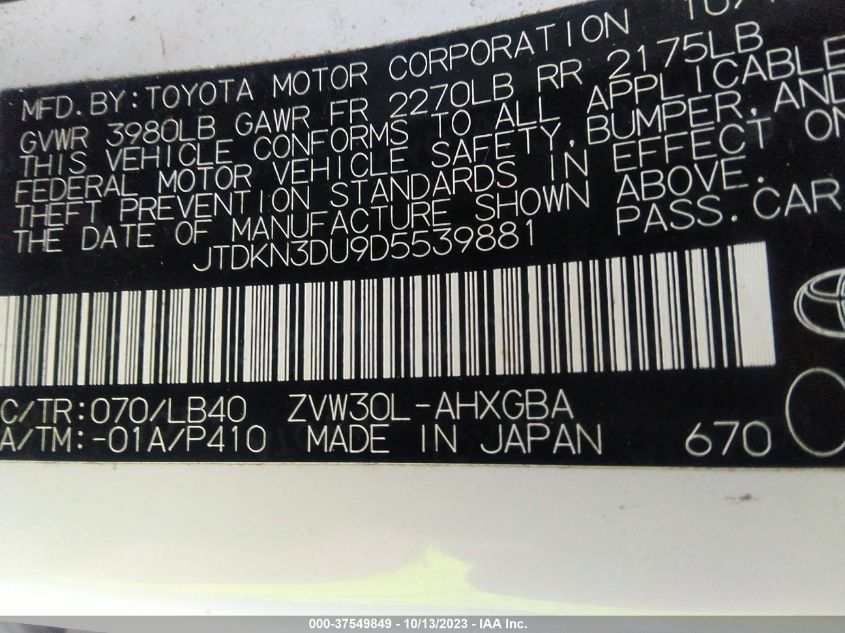 MFD. BY: TOYOTA MOTOR CORPORATION
GVWR 3980LB GAWR FR 2270LB RR 2175LB
THIS VEHICLE CONFORMS TO ALL APPLICABLE
FEDERAL MOTOR VEHICLE SAFETY, BUMPER, AND
THEFT PREVENTION STANDARDS IN EFFECT ON
THE DATE OF MANUFACTURE SHOWN ABOVE.
JTDKN3DU9D5539881 PASS. CAR
C/TR: 070/LB40 ZVW30L-AHXGBA
A/TM: -01A/P410 MADE IN JAPAN 670
000-37549849 - 10/13/2023 - IAA Inc.